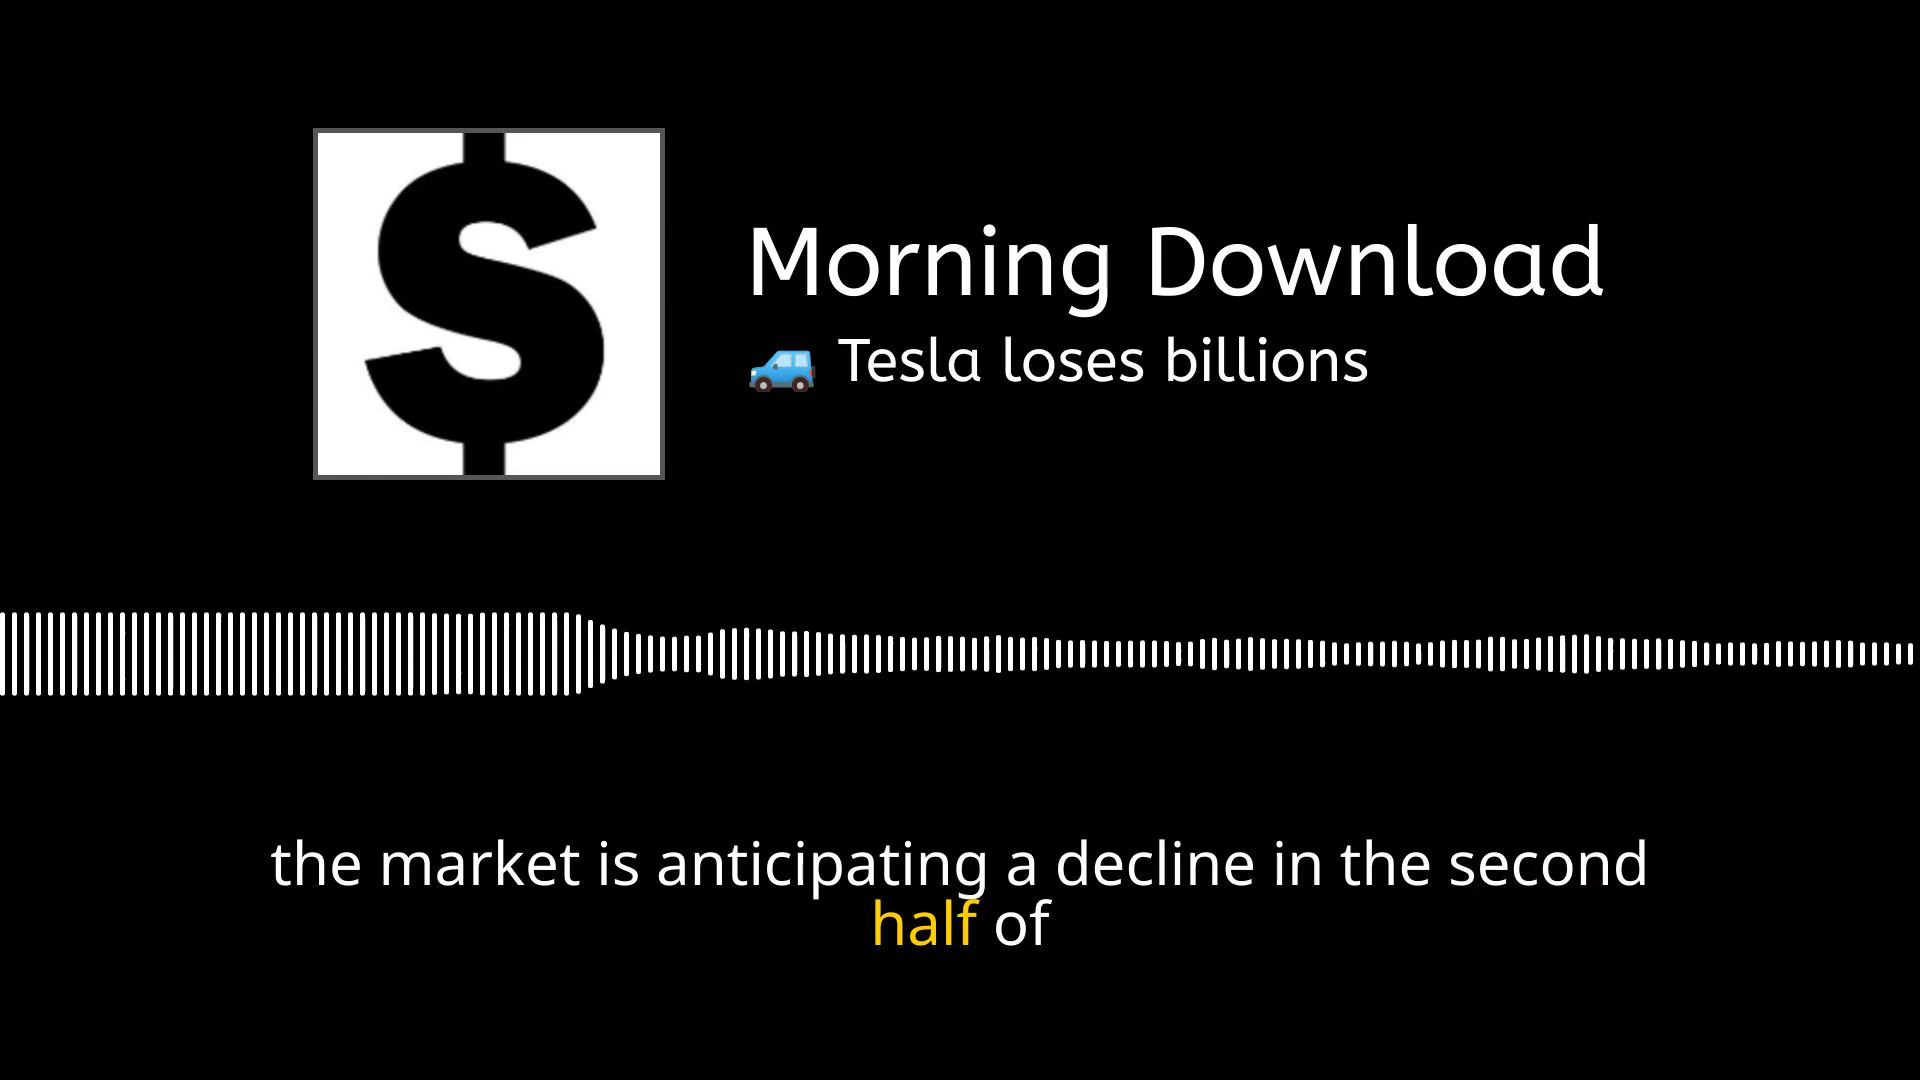 $
Morning Download
🚙 Tesla loses billions
the market is anticipating a decline in the second
half of